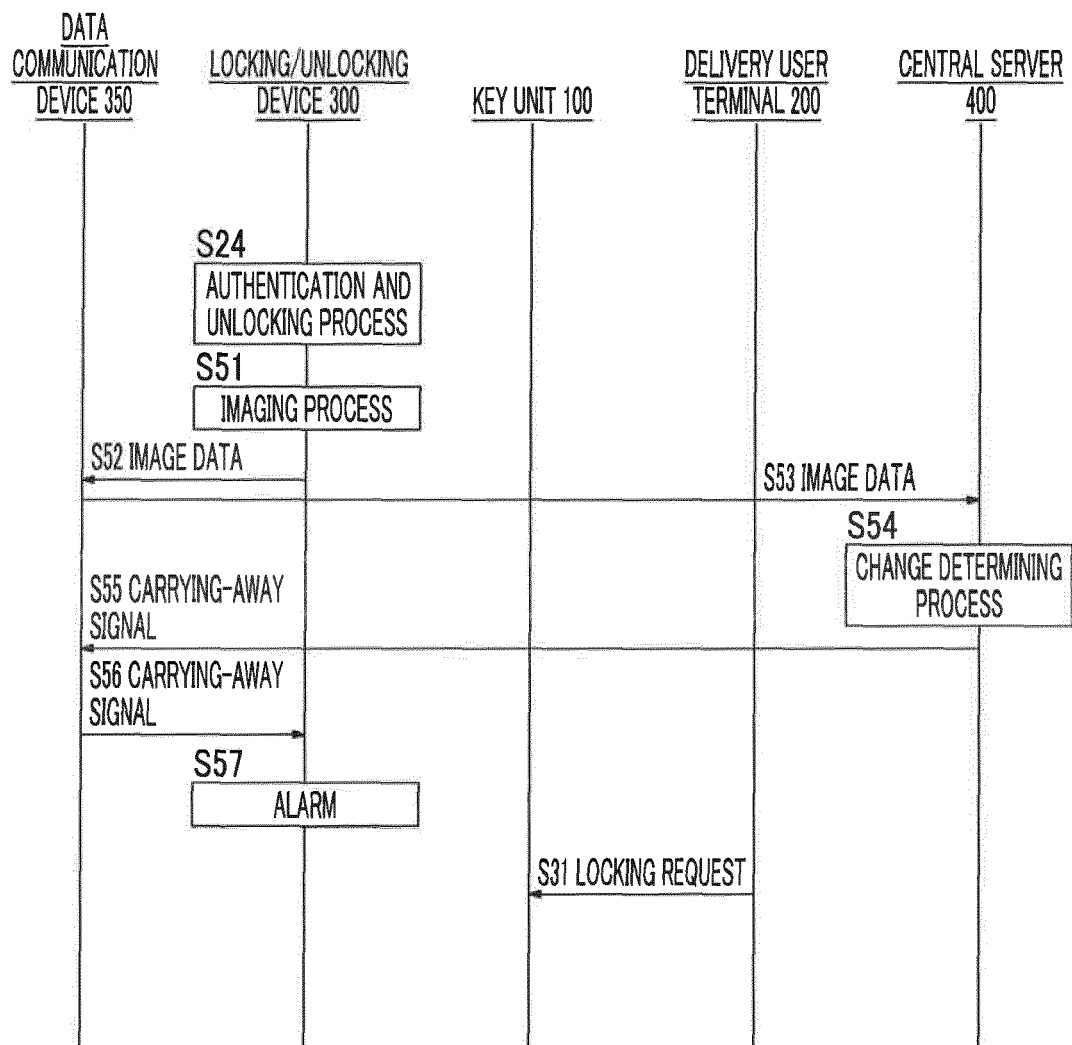 DATA
COMMUNICATION
DEVICE 350
LOCKING/UNLOCKING
DEVICE 300
KEY UNIT 100
DELIVERY USER
TERMINAL 200
CENTRAL SERVER
400
S24
AUTHENTICATION AND
UNLOCKING PROCESS
S51
IMAGING PROCESS
S52 IMAGE DATA
S53 IMAGE DATA
S54
CHANGE DETERMINING
PROCESS
S55 CARRYING-AWAY
SIGNAL
S56 CARRYING-AWAY
SIGNAL
S57
ALARM
S31 LOCKING REQUEST